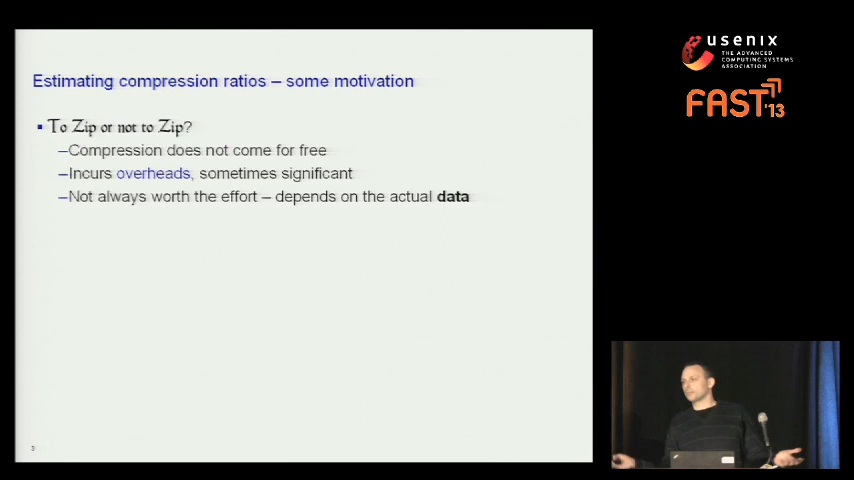 Estimating compression ratios – some motivation
To Zip or not to Zip?
–Compression does not come for free
–Incurs overheads, sometimes significant
–Not always worth the effort – depends on the actual data
usenix
THE ADVANCED
COMPUTING SYSTEMS
ASSOCIATION
FAST'13